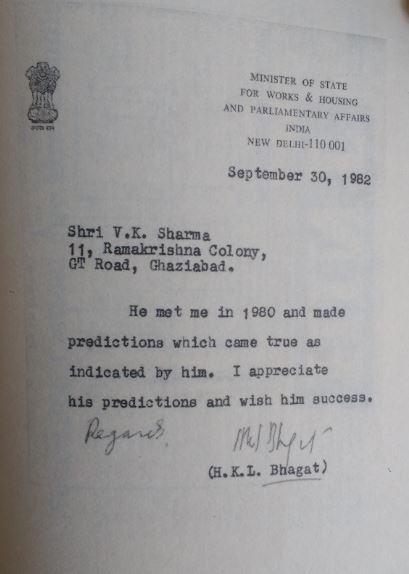 MINISTER OF STATE
FOR WORKS & HOUSING
AND PARLIAMENTARY AFFAIRS
INDIA
NEW DELHI-110 001
September 30, 1982
Shri V.K. Sharma
11, Ramakrishna Colony,
GT Road, Ghaziabad.
He met me in 1980 and made
predictions which came true as
indicated by him. I appreciate
his predictions and wish him success.
Regards
(H.K.L. Bhagat)